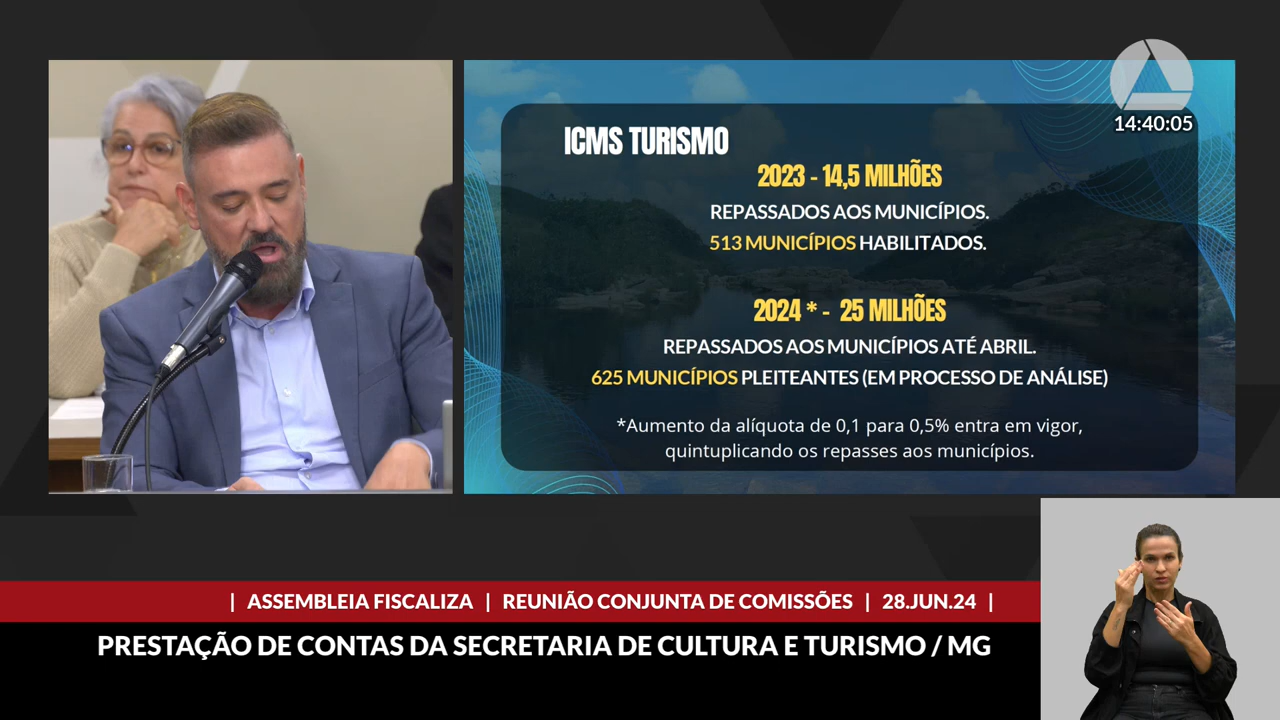 14:40:05
ICMS TURISMO
2023 - 14,5 MILHÕES
REPASSADOS AOS MUNICÍPIOS.
513 MUNICÍPIOS HABILITADOS.
2024 * - 25 MILHÕES
REPASSADOS AOS MUNICÍPIOS ATÉ ABRIL.
625 MUNICÍPIOS PLEITEANTES (EM PROCESSO DE ANÁLISE)
*Aumento da alíquota de 0,1 para 0,5% entra em vigor,
quintuplicando os repasses aos municípios.
| ASSEMBLEIA FISCALIZA | REUNIÃO CONJUNTA DE COMISSÕES | 28.JUN.24 |
PRESTAÇÃO DE CONTAS DA SECRETARIA DE CULTURA E TURISMO / MG